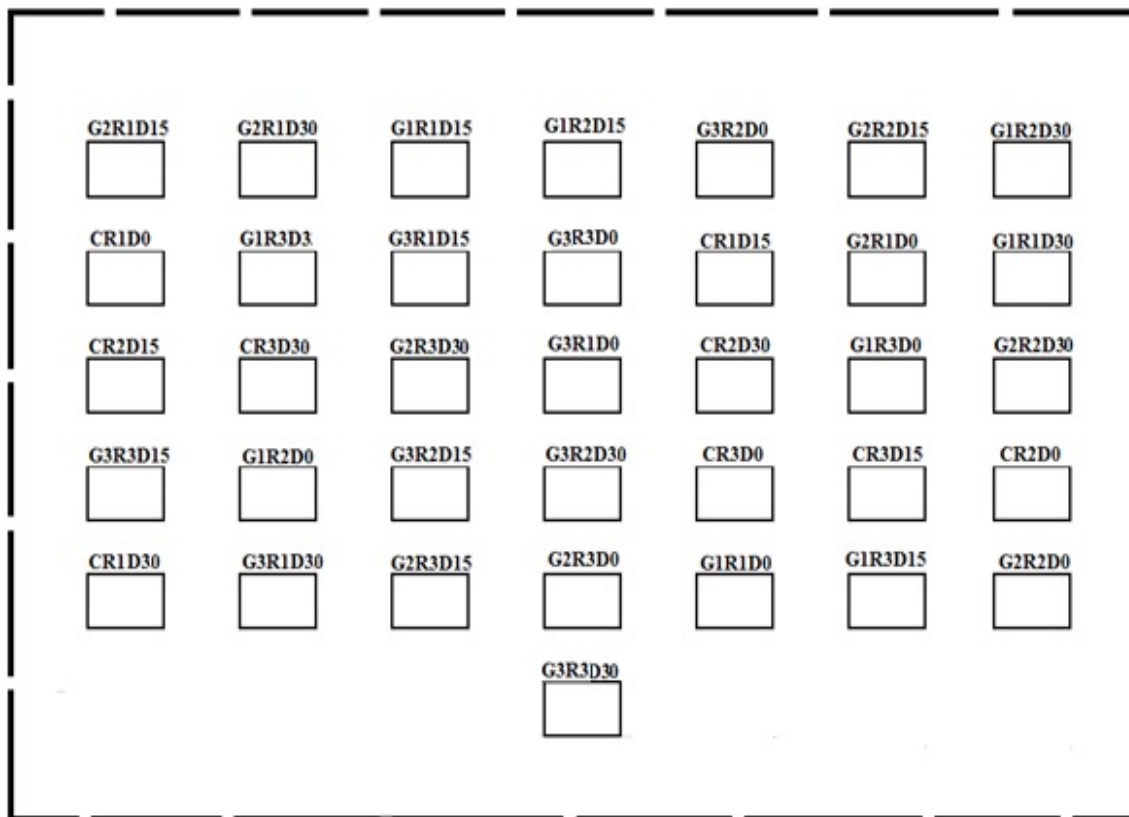 G2R1D15 G2R1D30 G1R1D15 G1R2D15 G3R2D0 G2R2D15 G1R2D30
CR1D0 G1R3D3 G3R1D15 G3R3D0 CR1D15 G2R1D0 G1R1D30
CR2D15 CR3D30 G2R3D30 G3R1D0 CR2D30 G1R3D0 G2R2D30
G3R3D15 G1R2D0 G3R2D15 G3R2D30 CR3D0 CR3D15 CR2D0
CR1D30 G3R1D30 G2R3D15 G2R3D0 G1R1D0 G1R3D15 G2R2D0
G3R3D30